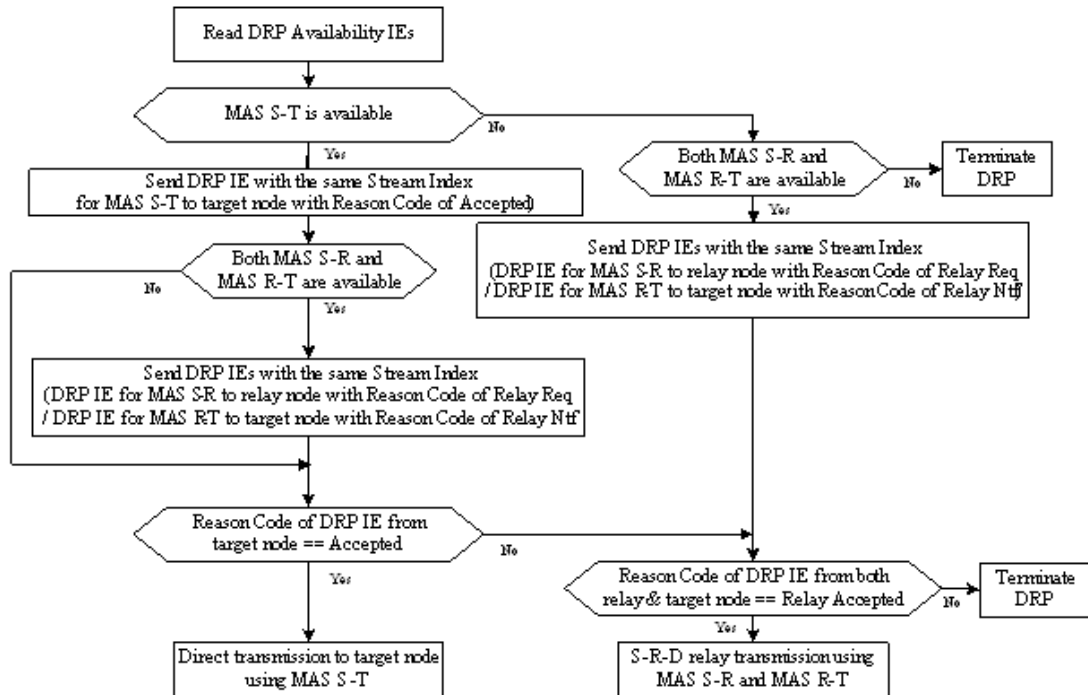 Read DRP Availability IEs
MAS S-T is available
No
Yes
Both MAS S-R and
MAS R-T are available
No
Terminate
DRP
Send DRP IE with the same Stream Index
for MAS S-T to target node with Reason Code of Accepted)
Yes
Send DRP IEs with the same Stream Index
(DRP IE for MAS S-R to relay node with Reason Code of Relay Req
/ DRP IE for MAS R-T to target node with Reason Code of Relay Ntf)
Both MAS S-R and
MAS R-T are available
No
Yes
Send DRP IEs with the same Stream Index
(DRP IE for MAS S-R to relay node with Reason Code of Relay Req
/ DRP IE for MAS R-T to target node with Reason Code of Relay Ntf
Reason Code of DRP IE from
target node == Accepted
No
Yes
Reason Code of DRP IE from both
relay & target node == Relay Accepted
No
Terminate
DRP
Yes
Direct transmission to target node
using MAS S-T
S-R-D relay transmission using
MAS S-R and MAS R-T